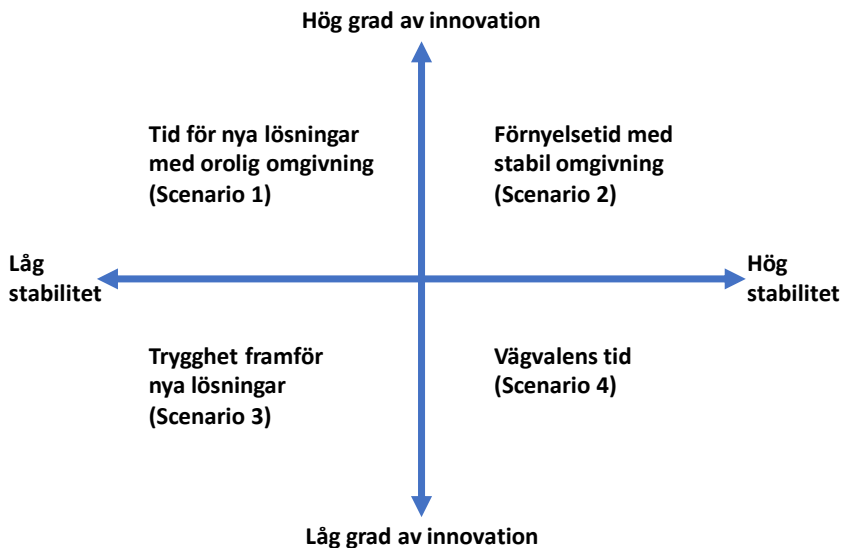 Hög grad av innovation
Tid för nya lösningar
med orolig omgivning
(Scenario 1)
Förnyelsetid med
stabil omgivning
(Scenario 2)
Låg
stabilitet
Hög
stabilitet
Trygghet framför
nya lösningar
(Scenario 3)
Vägvalens tid
(Scenario 4)
Låg grad av innovation